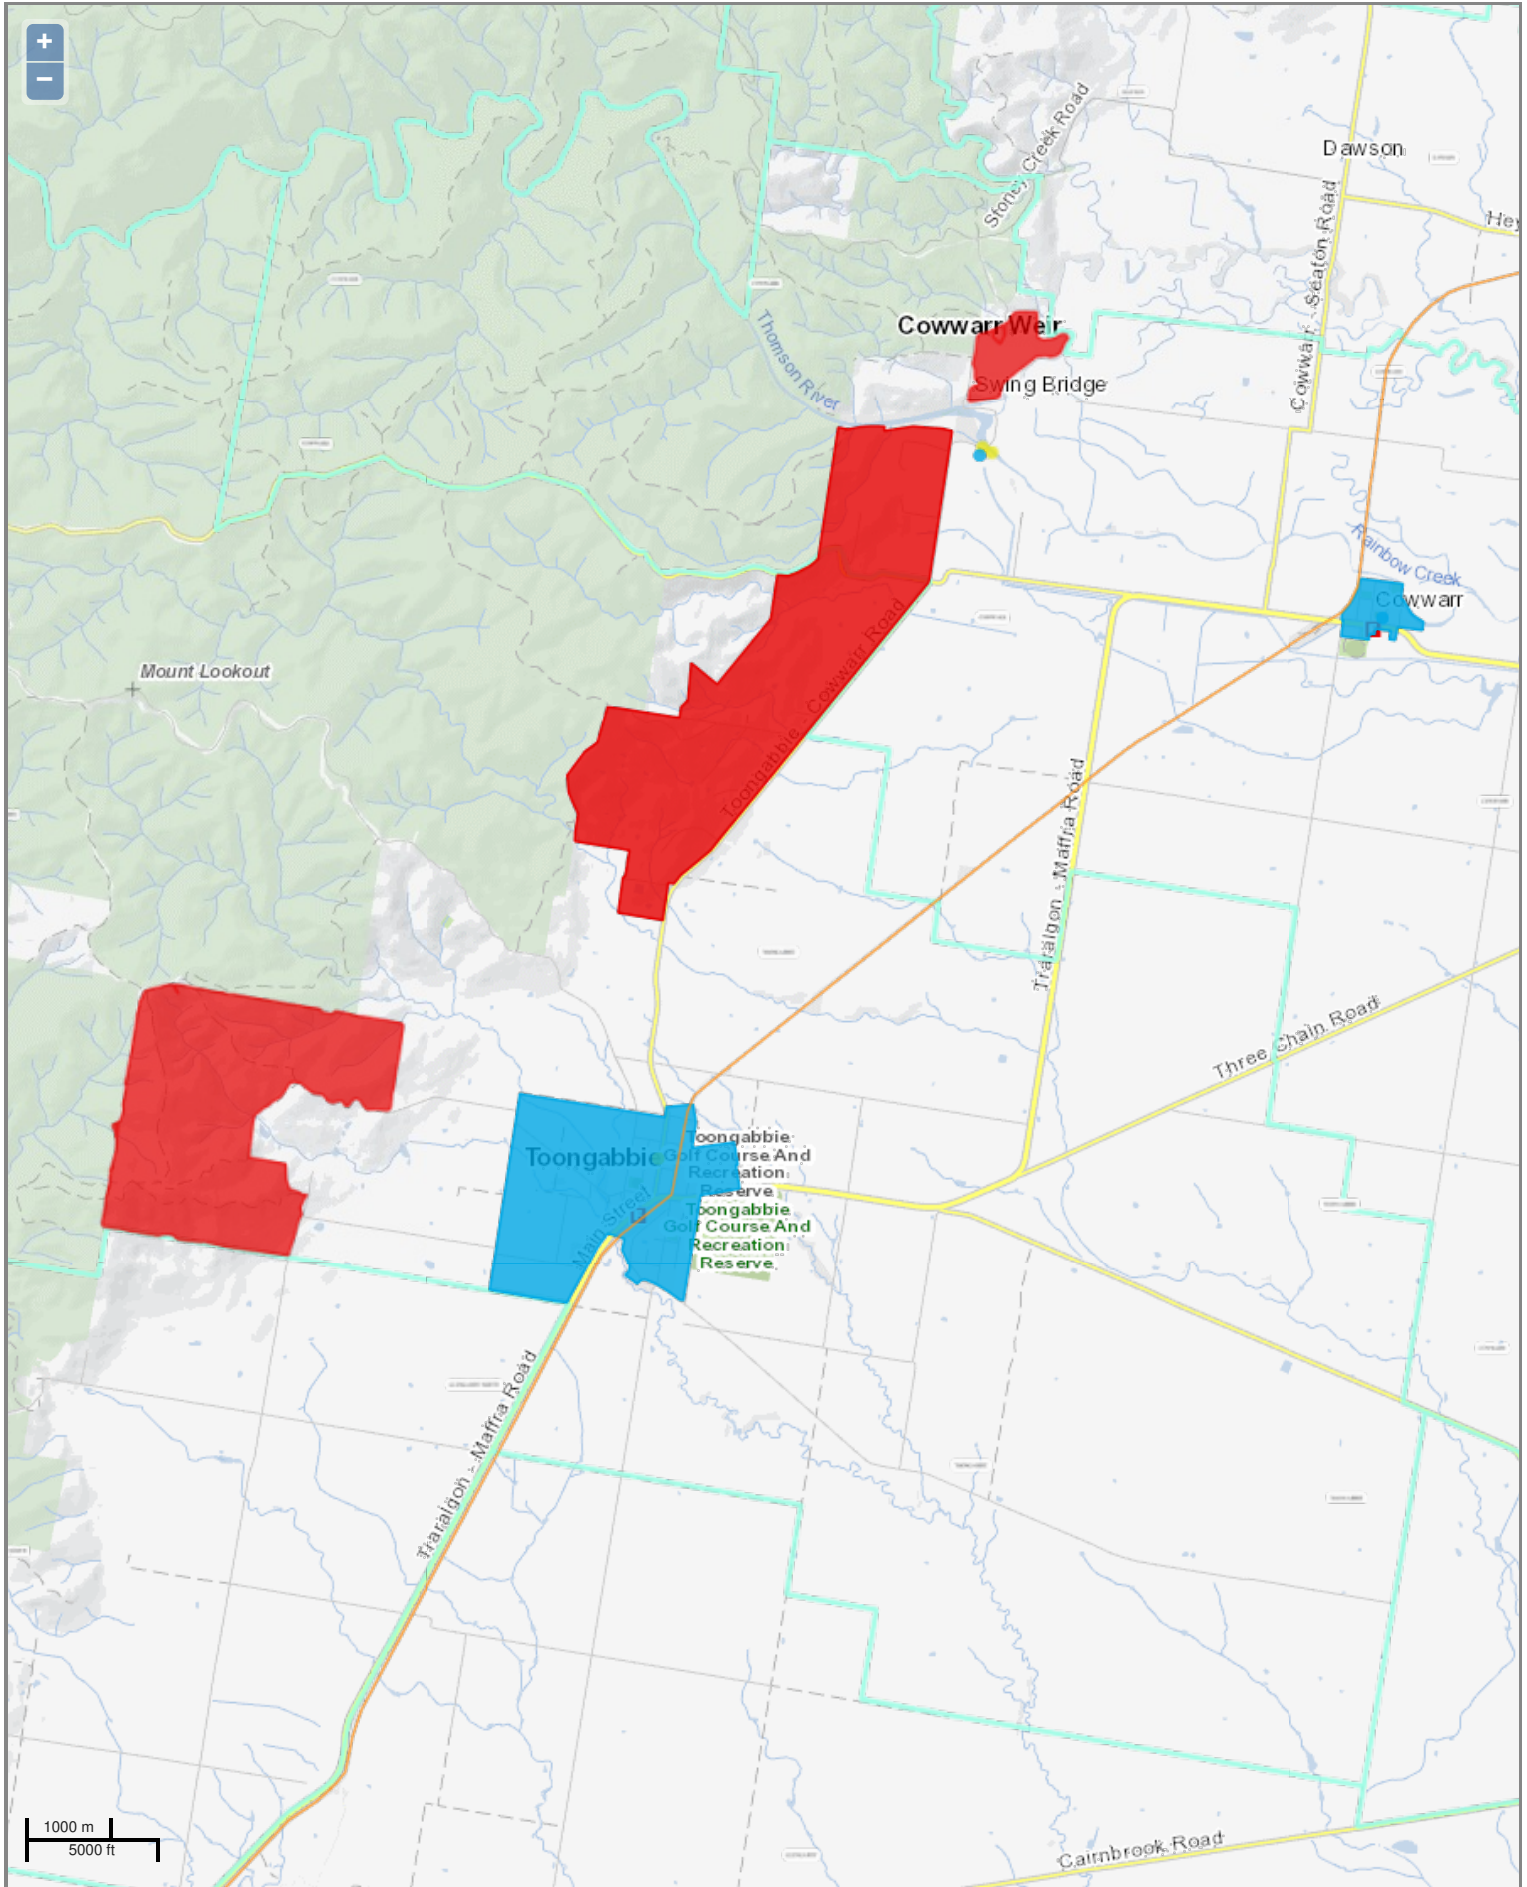 +
−
Stoney Creek Road
Dawson
Hey
Cowwarr - Seaton Road
Thomson River
Cowwarr Weir
Swing Bridge
Rainbow Creek
Cowwarr
Toongabbie - Cowwarr Road
Mount Lookout
Traralgon - Maffra Road
Three Chain Road
Toongabbie
Main Street
Toongabbie
Golf Course And
Recreation
Reserve
Toongabbie
Golf Course And
Recreation
Reserve
Traralgon - Maffra Road
1000 m
5000 ft
Cairnbrook Road